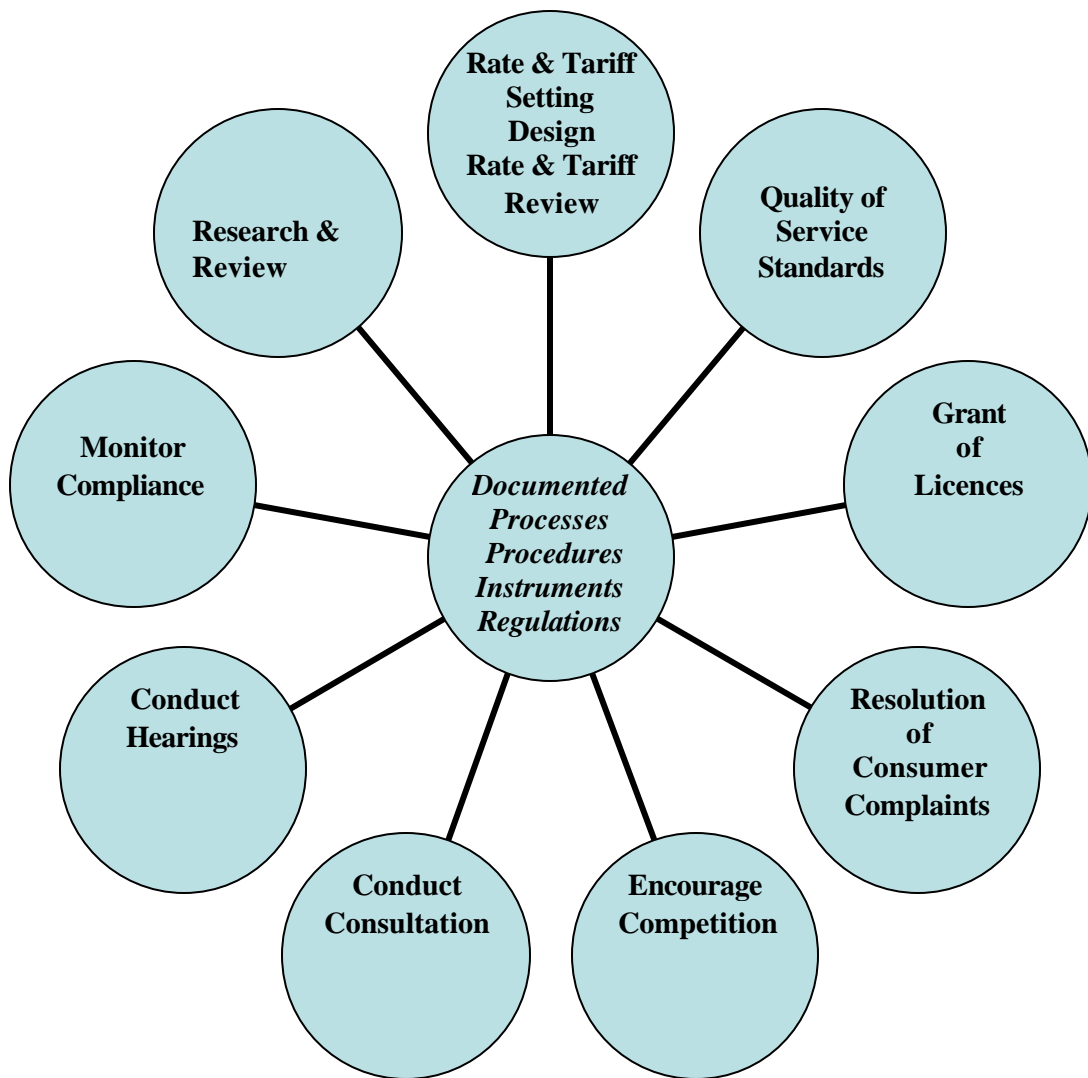 Rate & Tariff
Setting
Design
Rate & Tariff
Review
Quality of
Service
Standards
Grant
of
Licences
Resolution
of
Consumer
Complaints
Encourage
Competition
Conduct
Consultation
Conduct
Hearings
Monitor
Compliance
Research &
Review
Documented
Processes
Procedures
Instruments
Regulations